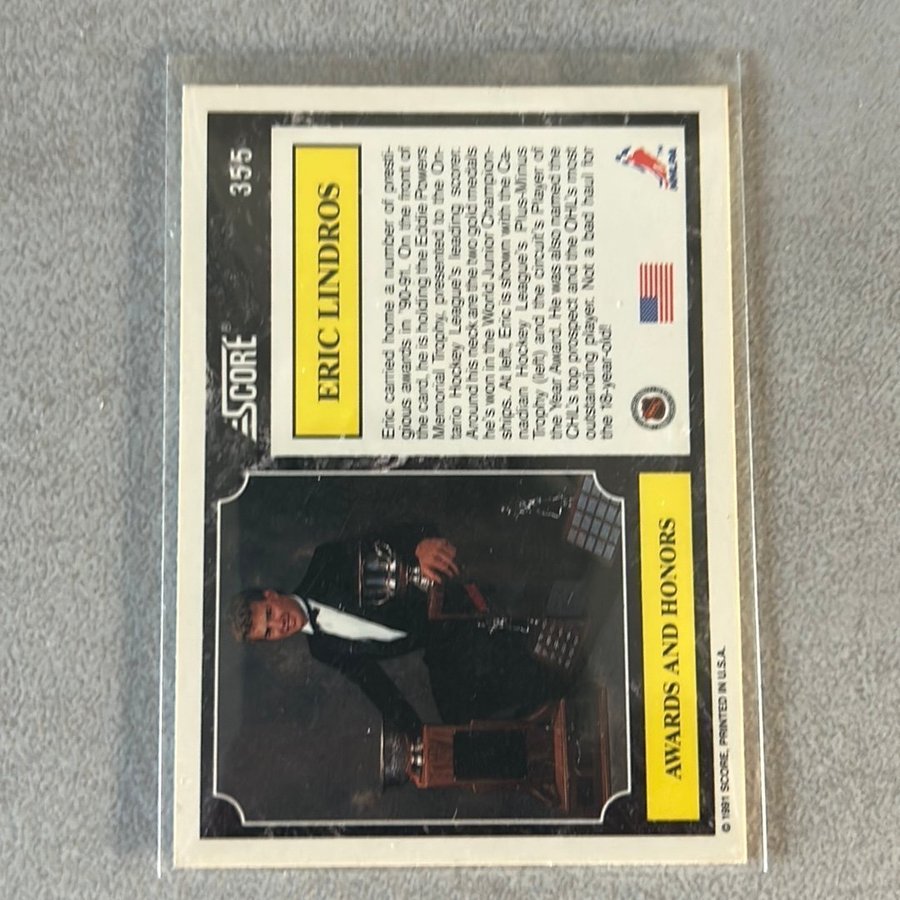 SCORE®
355
ERIC LINDROS
Eric carried home a number of presti-
gious awards in '90-91. On the front of
the card, he is holding the Eddie Powers
Memorial Trophy, presented to the On-
tario Hockey League's leading scorer.
Around his neck are the two gold medals
he's won in the World Junior Champion-
ships. At left, Eric is shown with the Ca-
nadian Hockey League's Plus-Minus
Trophy (left) and the circuit's Player of
the Year Award. He was also named the
CHL's top prospect and the OHL's most
outstanding player. Not a bad haul for
the 18-year-old!
AWARDS AND HONORS
© 1991 SCORE, PRINTED IN U.S.A.